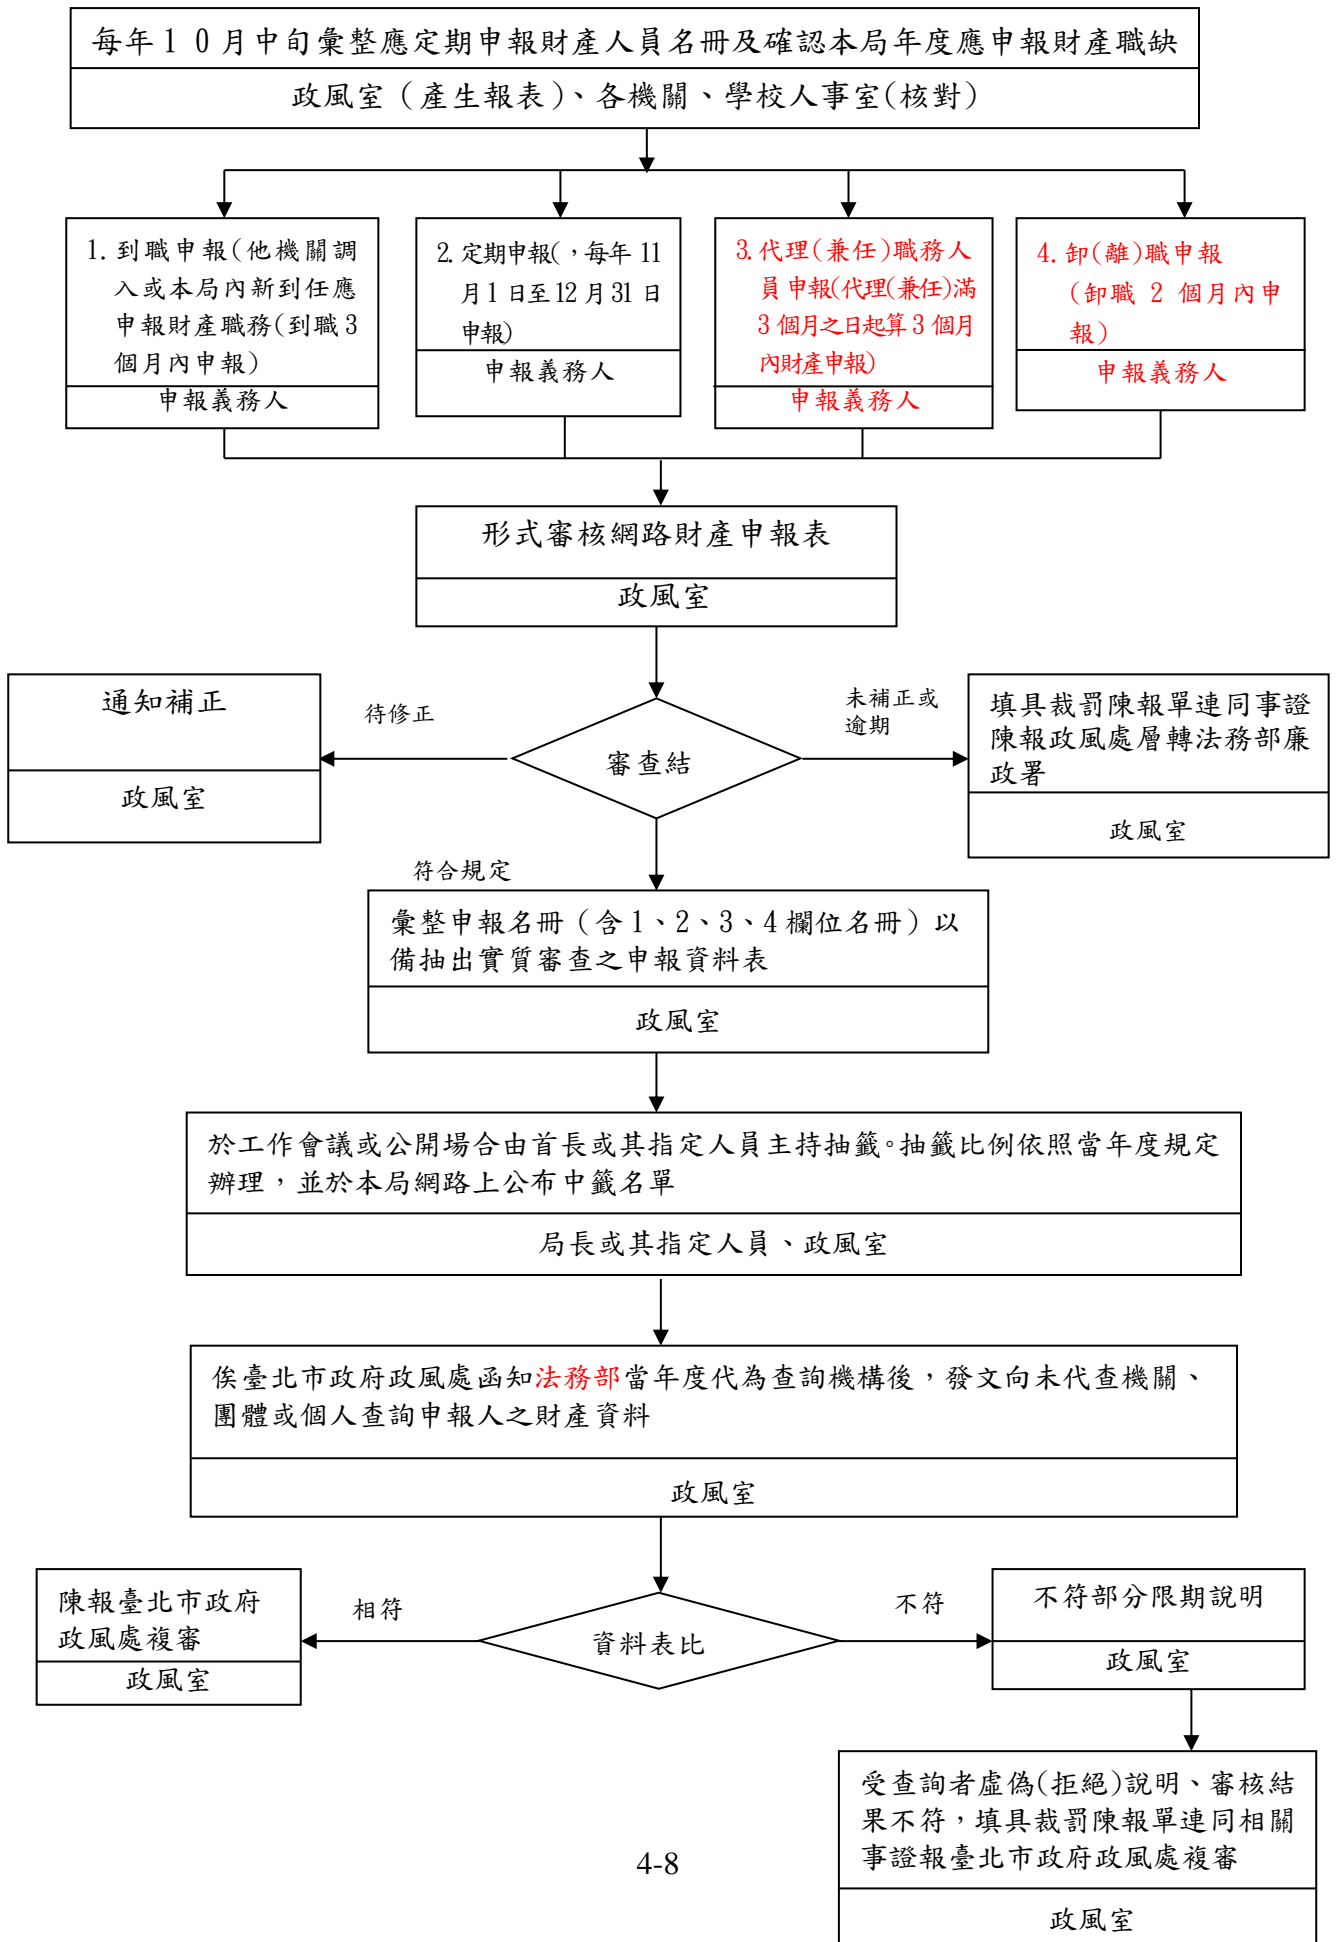 每年１０月中旬彙整應定期申報財產人員名冊及確認本局年度應申報財產職缺
政風室（產生報表）、各機關、學校人事室(核對)
1. 到職申報(他機關調
入或本局內新到任應
申報財產職務(到職3
個月內申報)
申報義務人
2. 定期申報(，每年 11
月1 日至12 月31 日
申報)
申報義務人
3. 代理(兼任)職務人
員申報(代理(兼任)滿
3 個月之日起算 3 個月
內財產申報)
申報義務人
4. 卸(離)職申報
(卸職 2 個月內申
報)
申報義務人
形式審核網路財產申報表
政風室
通知補正
政風室
待修正
審查結
未補正或
逾期
填具裁罰陳報單連同事證
陳報政風處層轉法務部廉
政署
政風室
符合規定
彙整申報名冊（含1、2、3、4欄位名冊）以
備抽出實質審查之申報資料表
政風室
於工作會議或公開場合由首長或其指定人員主持抽籤。抽籤比例依照當年度規定
辦理，並於本局網路上公布中籤名單
局長或其指定人員、政風室
俟臺北市政府政風處函知法務部當年度代為查詢機構後，發文向未代查機關、
團體或個人查詢申報人之財產資料
政風室
陳報臺北市政府
政風處複審
政風室
相符
資料表比
不符
不符部分限期說明
政風室
受查詢者虛偽(拒絕)說明、審核結
果不符，填具裁罰陳報單連同相關
事證報臺北市政府政風處複審
政風室
4-8